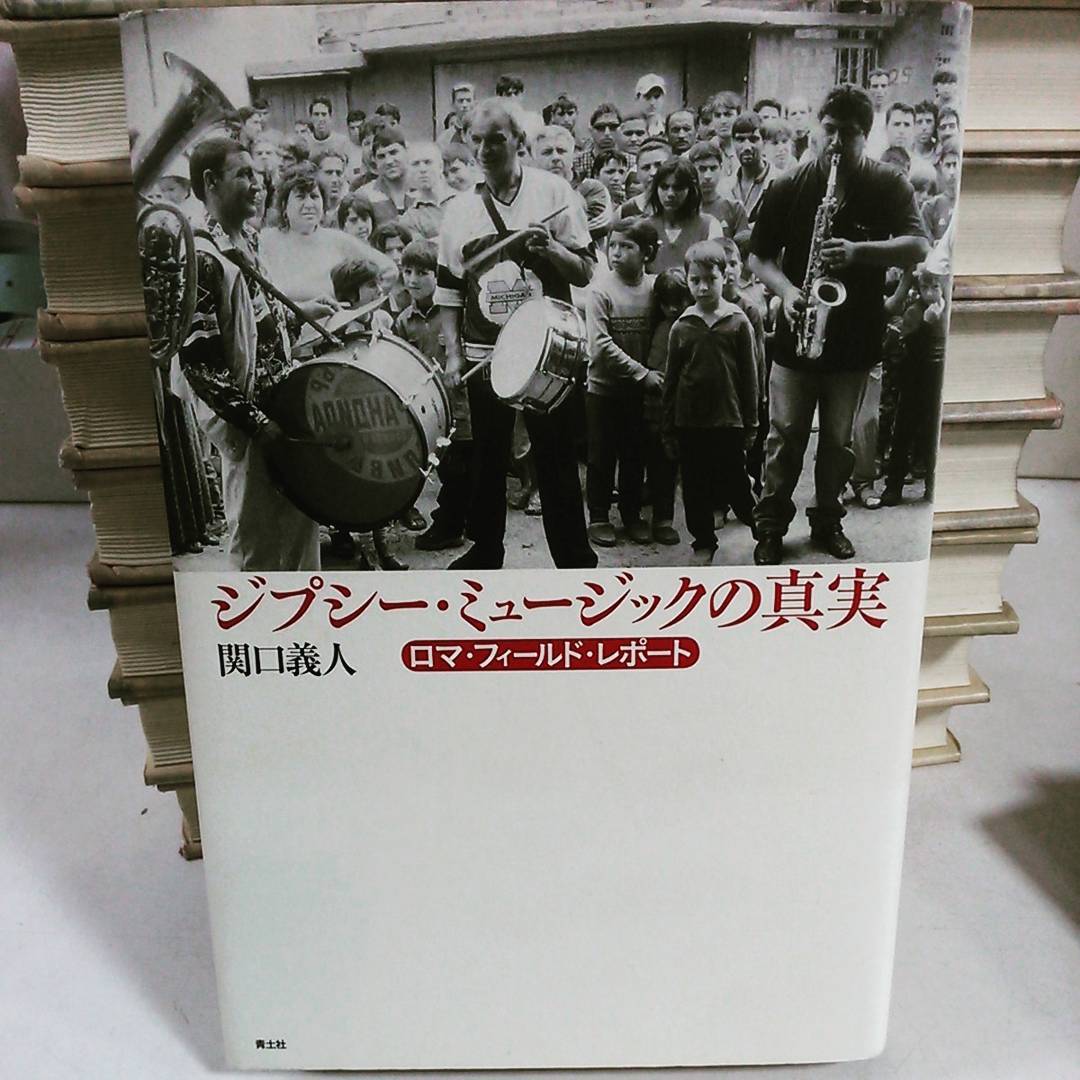 MICHIGA
ジプシー・ミュージックの真実
関口義人
ロマ・フィールド・レポート
青土社